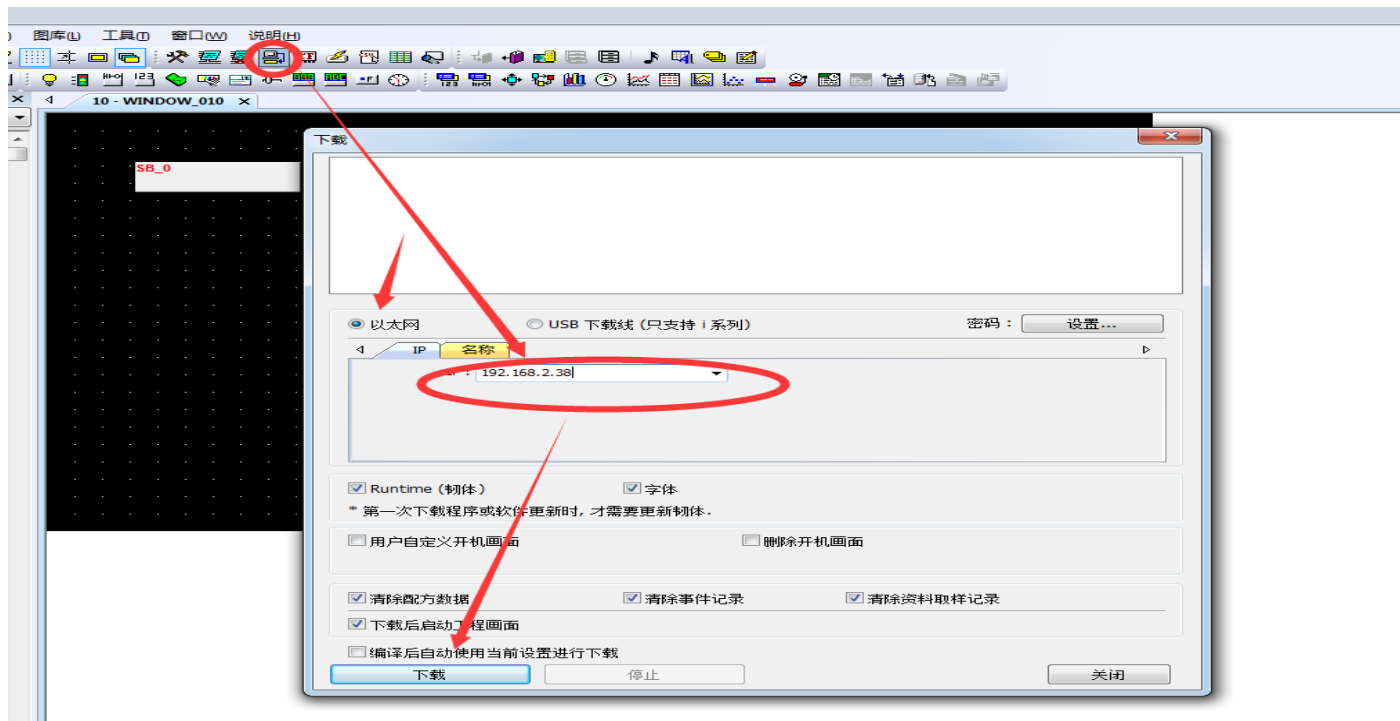 图库(L) 工具(T) 窗口(W) 说明(H)
10 - WINDOW_010
下载
SB_0
以太网 USB 下载线 (只支持 i 系列) 密码： 设置...
IP 名称
: 192.168.2.38
Runtime (韧体) 字体
* 第一次下载程序或软件更新时, 才需要更新韧体.
用户自定义开机画面 删除开机画面
清除配方数据 清除事件记录 清除资料取样记录
下载后启动工程画面
编译后自动使用当前设置进行下载
下载 停止 关闭